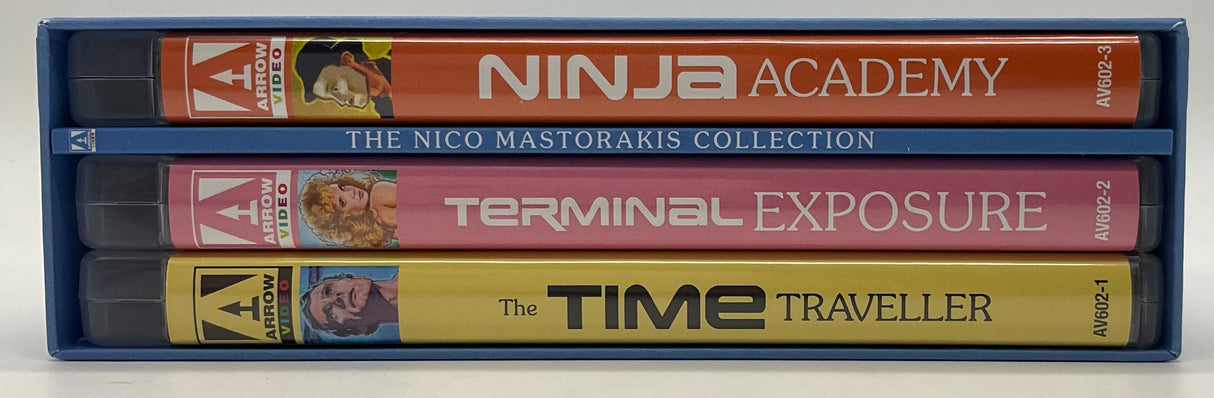 ARROW
VIDEO
NINJa ACADEMY
AV602-3
THE NICO MASTORAKIS COLLECTION
ARROW
VIDEO
TeRMINaL EXPOSURE
AV602-2
ARROW
VIDEO
The TIMe TRAVELLER
AV602-1